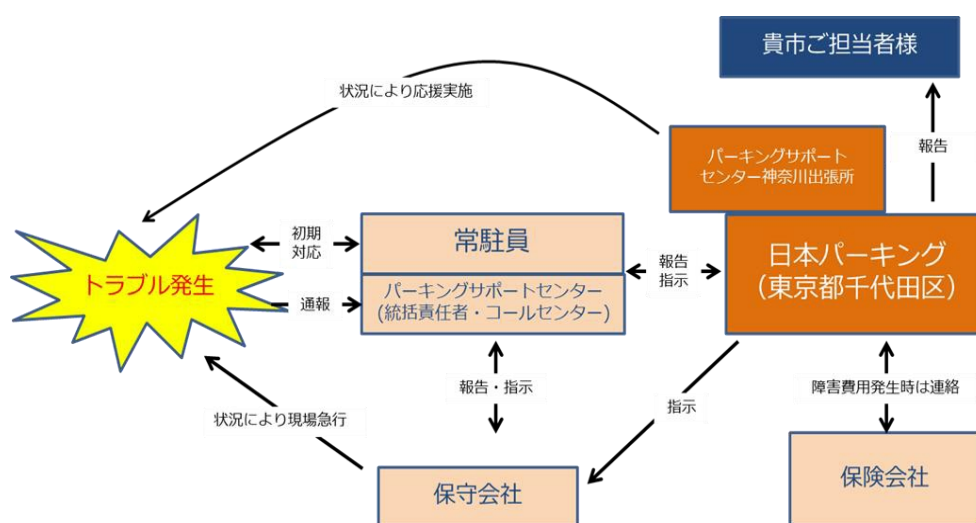 貴市ご担当者様
状況により応援実施
報告
パーキングサポート
センター神奈川出張所
初期
対応
常駐員
トラブル発生
報告
指示
日本パーキング
(東京都千代田区)
通報
パーキングサポートセンター
(統括責任者・コールセンター)
報告・指示
障害費用発生時は連絡
指示
状況により現場急行
保守会社
保険会社